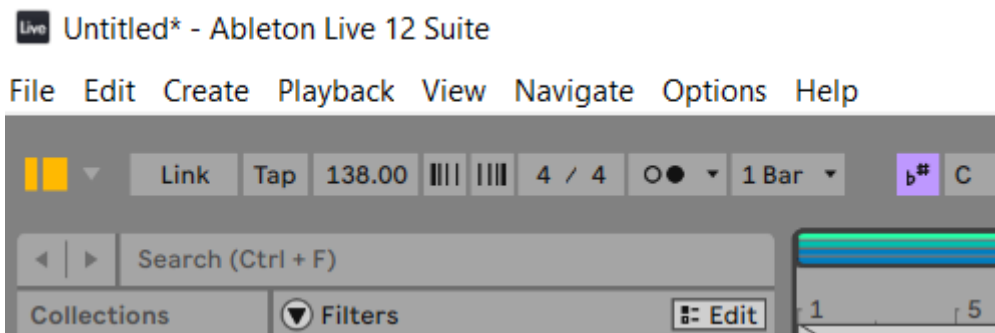 Live Untitled* - Ableton Live 12 Suite
File Edit Create Playback View Navigate Options Help
Link Tap 138.00 4 / 4 1 Bar ♭# C
Search (Ctrl + F)
Collections Filters Edit 1 5